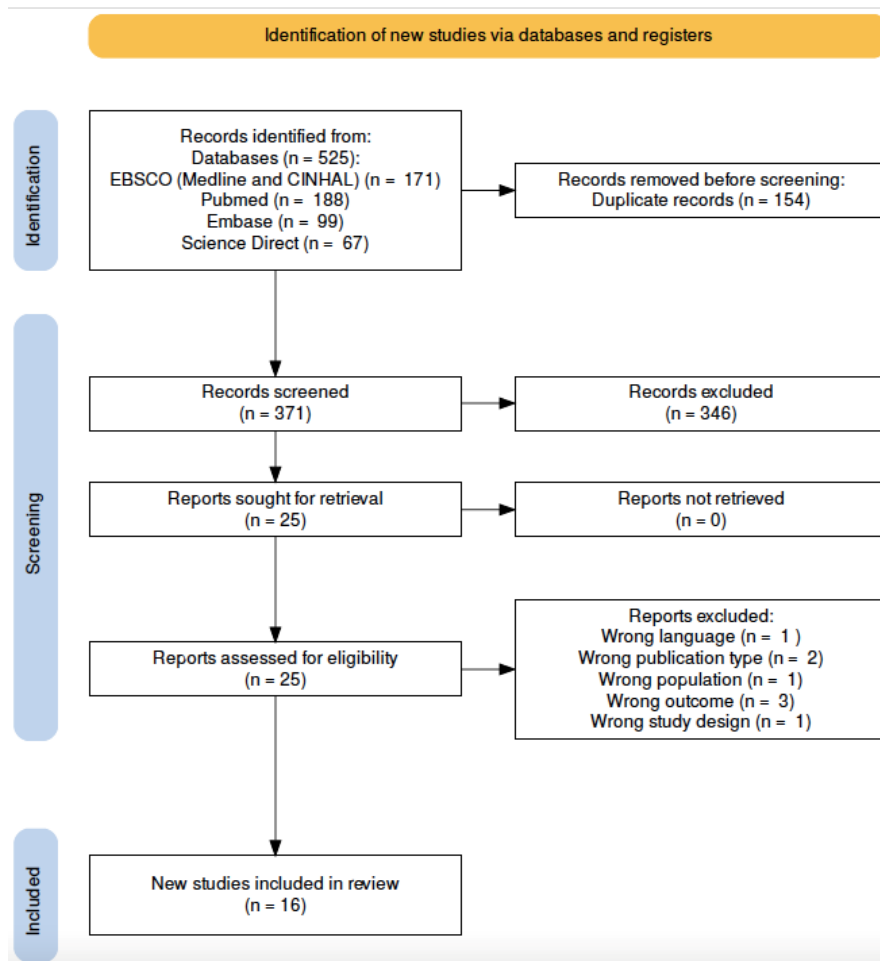 Identification of new studies via databases and registers
Identification
Records identified from:
Databases (n = 525):
EBSCO (Medline and CINHAL) (n = 171)
Pubmed (n = 188)
Embase (n = 99)
Science Direct (n = 67)
Records removed before screening:
Duplicate records (n = 154)
Screening
Records screened
(n = 371)
Records excluded
(n = 346)
Reports sought for retrieval
(n = 25)
Reports not retrieved
(n = 0)
Reports assessed for eligibility
(n = 25)
Reports excluded:
Wrong language (n = 1 )
Wrong publication type (n = 2)
Wrong population (n = 1)
Wrong outcome (n = 3)
Wrong study design (n = 1)
Included
New studies included in review
(n = 16)